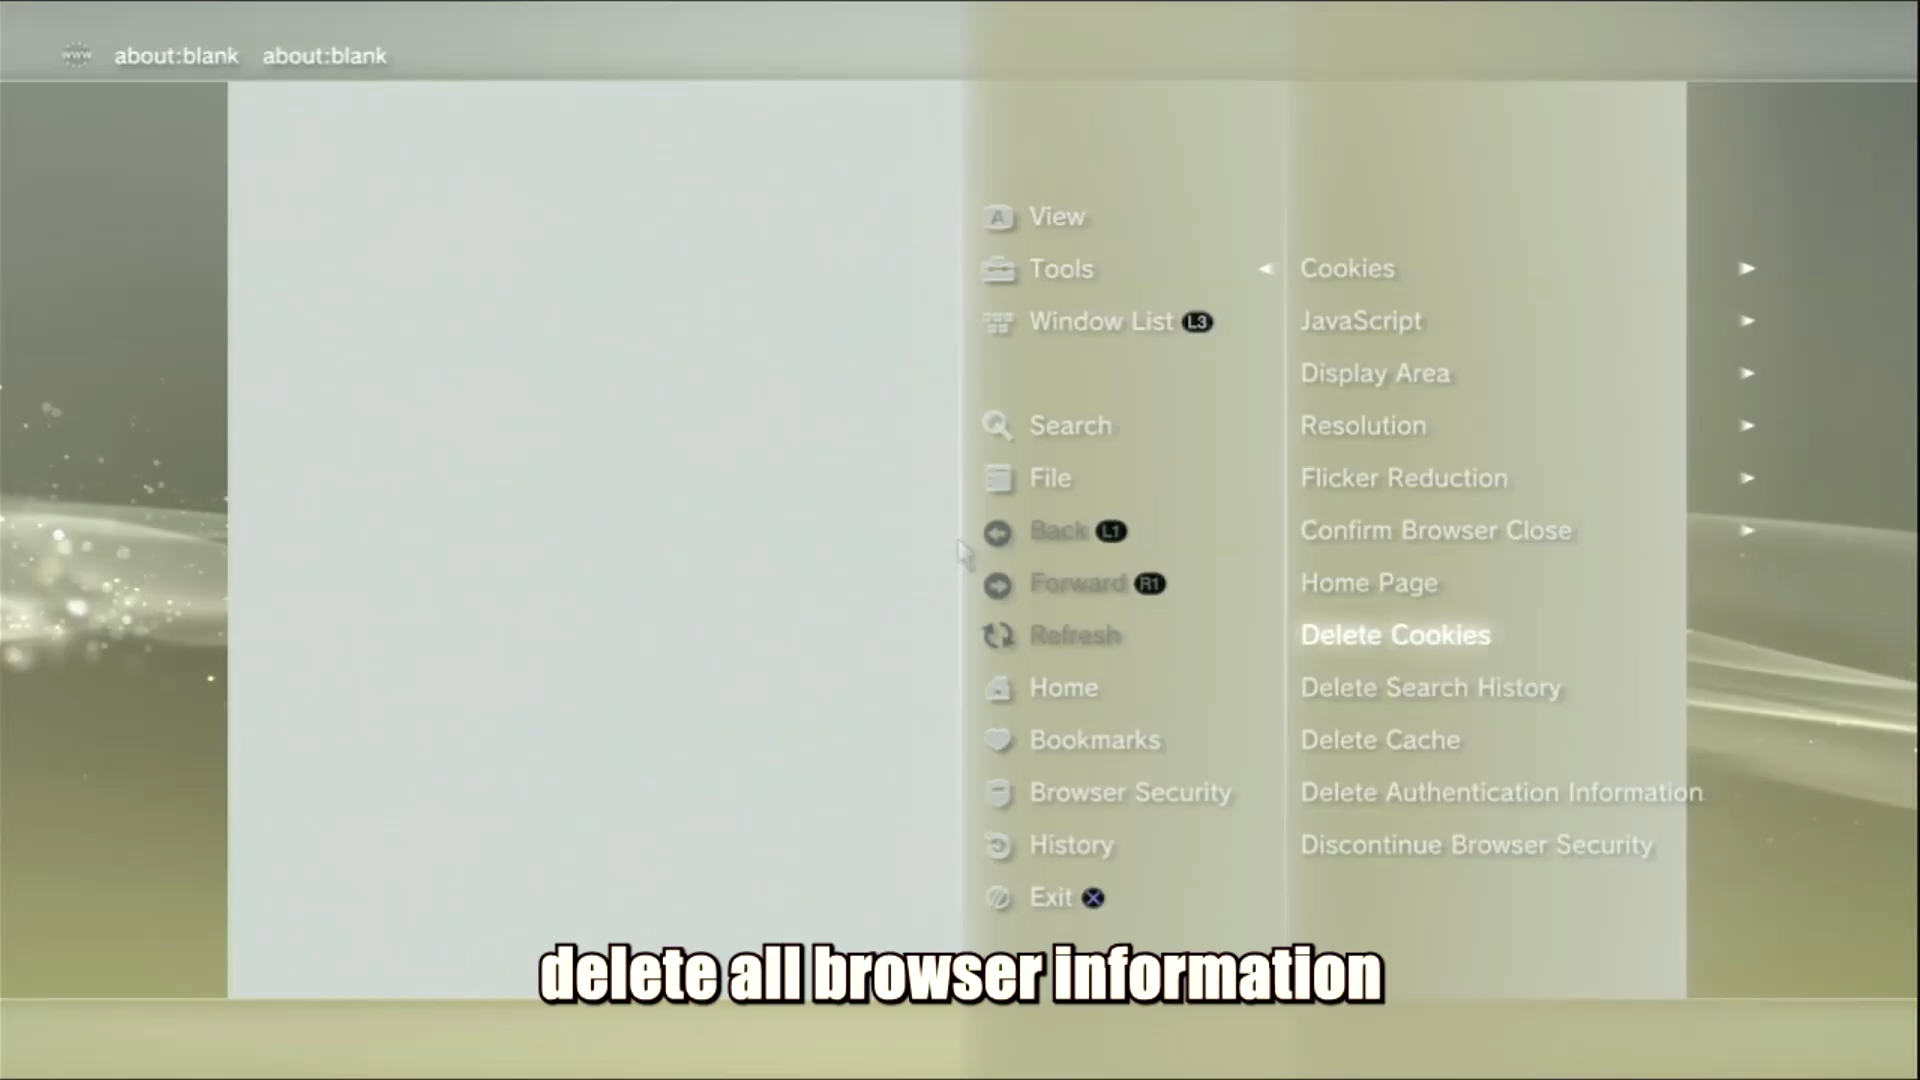 www about:blank about:blank
A View
Tools
Window List L3
Search
File
Back L1
Forward R1
Refresh
Home
Bookmarks
Browser Security
History
Exit
Cookies
JavaScript
Display Area
Resolution
Flicker Reduction
Confirm Browser Close
Home Page
Delete Cookies
Delete Search History
Delete Cache
Delete Authentication Information
Discontinue Browser Security
delete all browser information